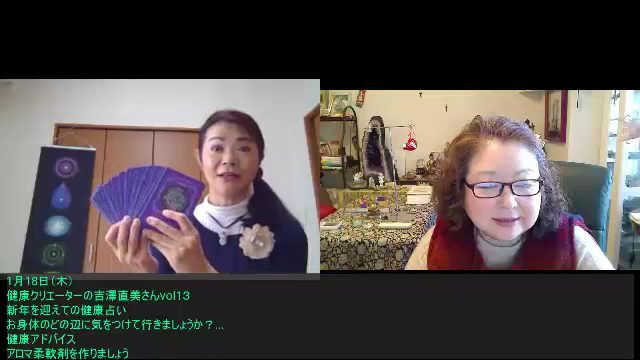 1月18日(木)
健康クリエーターの吉澤直美さんvol13
新年を迎えての健康占い
お身体のどの辺に気をつけて行きましょうか?...
健康アドバイス
アロマ柔軟剤を作りましょう